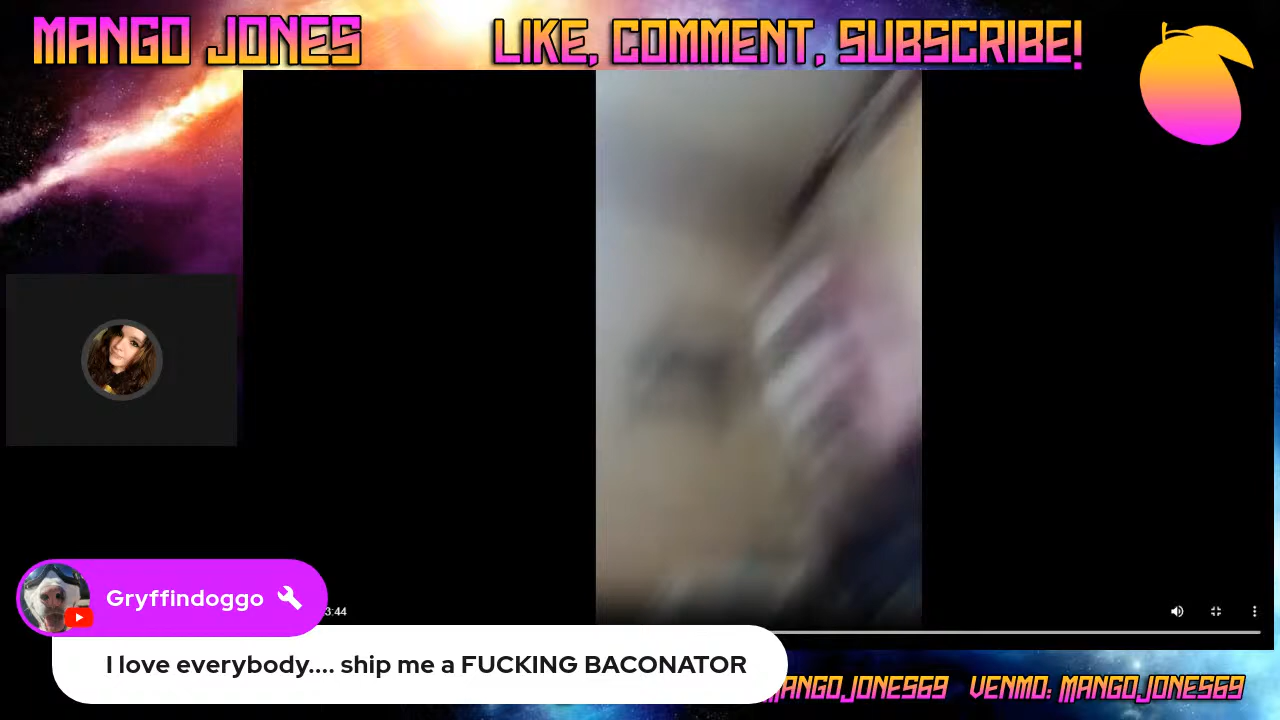 MANGO JONES
LIKE, COMMENT, SUBSCRIBE!
Gryffindoggo
3:44
I love everybody.... ship me a FUCKING BACONATOR
MANGOJONES69 VENMO: MANGOJONES69